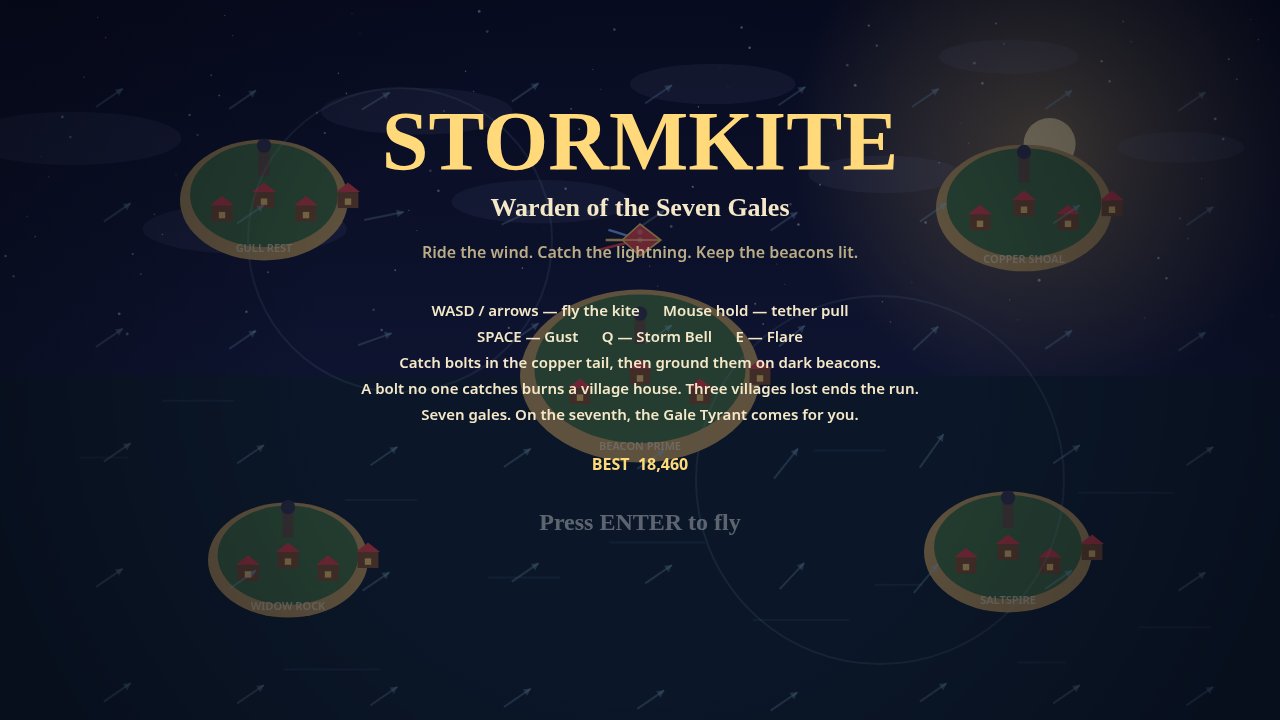 STORMKITE
Warden of the Seven Gales
GULL REST
Ride the wind. Catch the lightning. Keep the beacons lit.
COPPER SHOAL
WASD / arrows — fly the kite Mouse hold — tether pull
SPACE — Gust Q — Storm Bell E — Flare
Catch bolts in the copper tail, then ground them on dark beacons.
A bolt no one catches burns a village house. Three villages lost ends the run.
Seven gales. On the seventh, the Gale Tyrant comes for you.
BEACON PRIME
BEST 18,460
Press ENTER to fly
WIDOW ROCK
SALTSPIRE